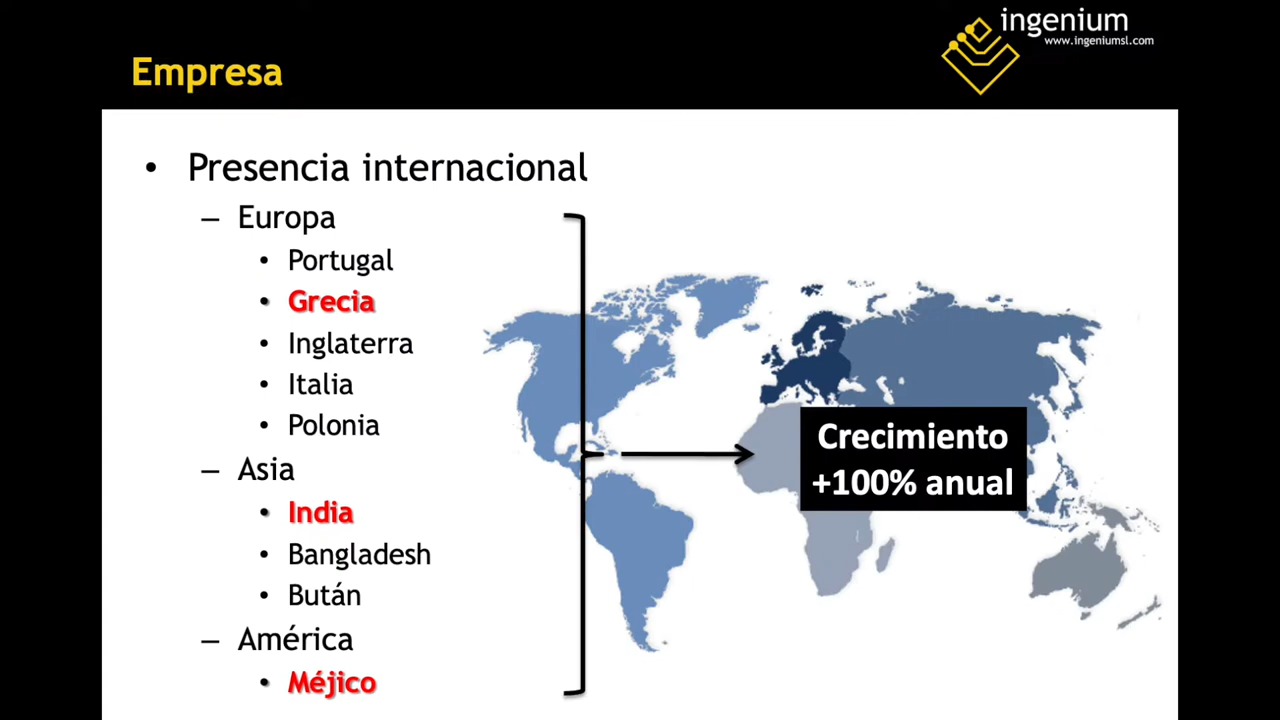 ingenium
www.ingeniumsl.com
Empresa
• Presencia internacional
– Europa
• Portugal
• Grecia
• Inglaterra
• Italia
• Polonia
– Asia
• India
• Bangladesh
• Bután
– América
• Méjico
Crecimiento
+100% anual